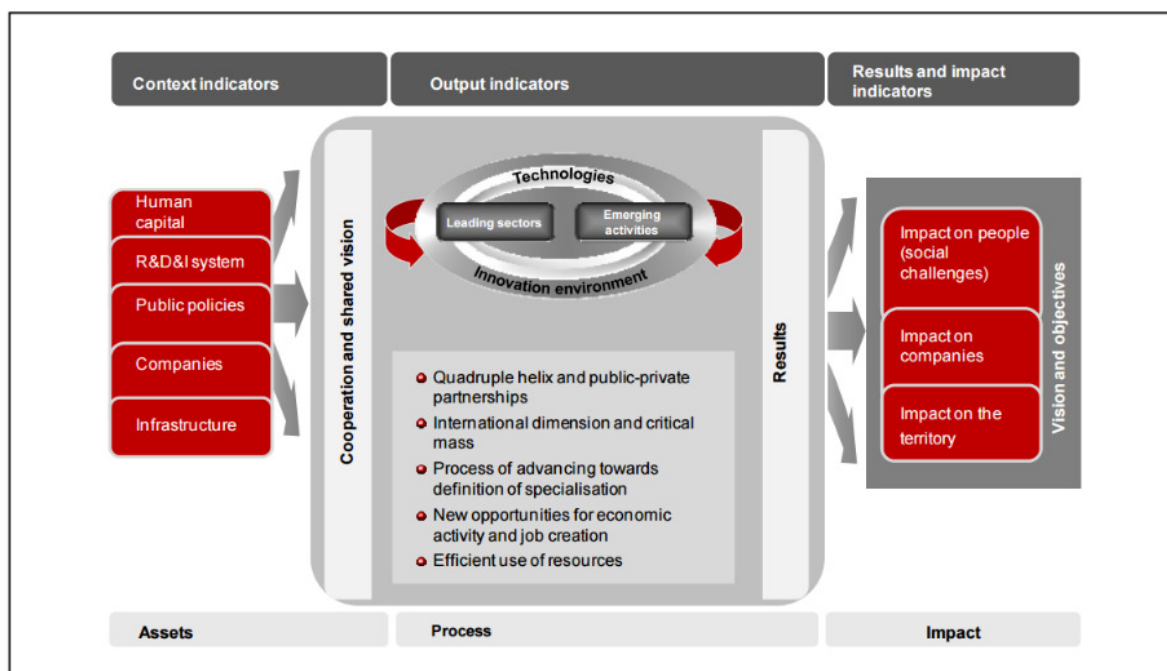 Context indicators
Output indicators
Results and impact
indicators
Human
capital
R&D&I system
Public policies
Companies
Infrastructure
Cooperation and shared vision
Technologies
Leading sectors
Emerging
activities
Innovation environment
Quadruple helix and public-private
partnerships
International dimension and critical
mass
Process of advancing towards
definition of specialisation
New opportunities for economic
activity and job creation
Efficient use of resources
Results
Impact on people
(social
challenges)
Impact on
companies
Impact on the
territory
Vision and objectives
Assets
Process
Impact